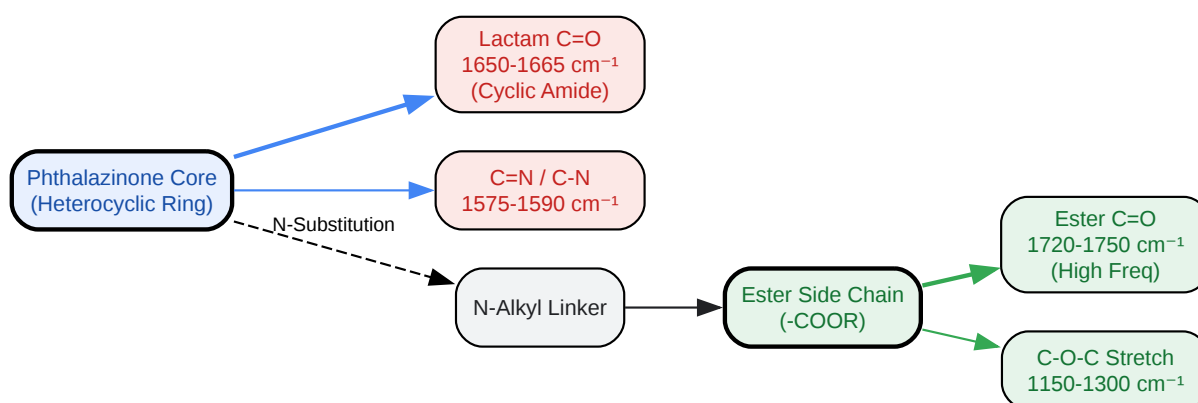 Lactam C=O
1650-1665 cm⁻¹
(Cyclic Amide)
Phthalazinone Core
(Heterocyclic Ring)
C=N / C-N
1575-1590 cm⁻¹
N-Substitution
N-Alkyl Linker
Ester Side Chain
(-COOR)
Ester C=O
1720-1750 cm⁻¹
(High Freq)
C-O-C Stretch
1150-1300 cm⁻¹